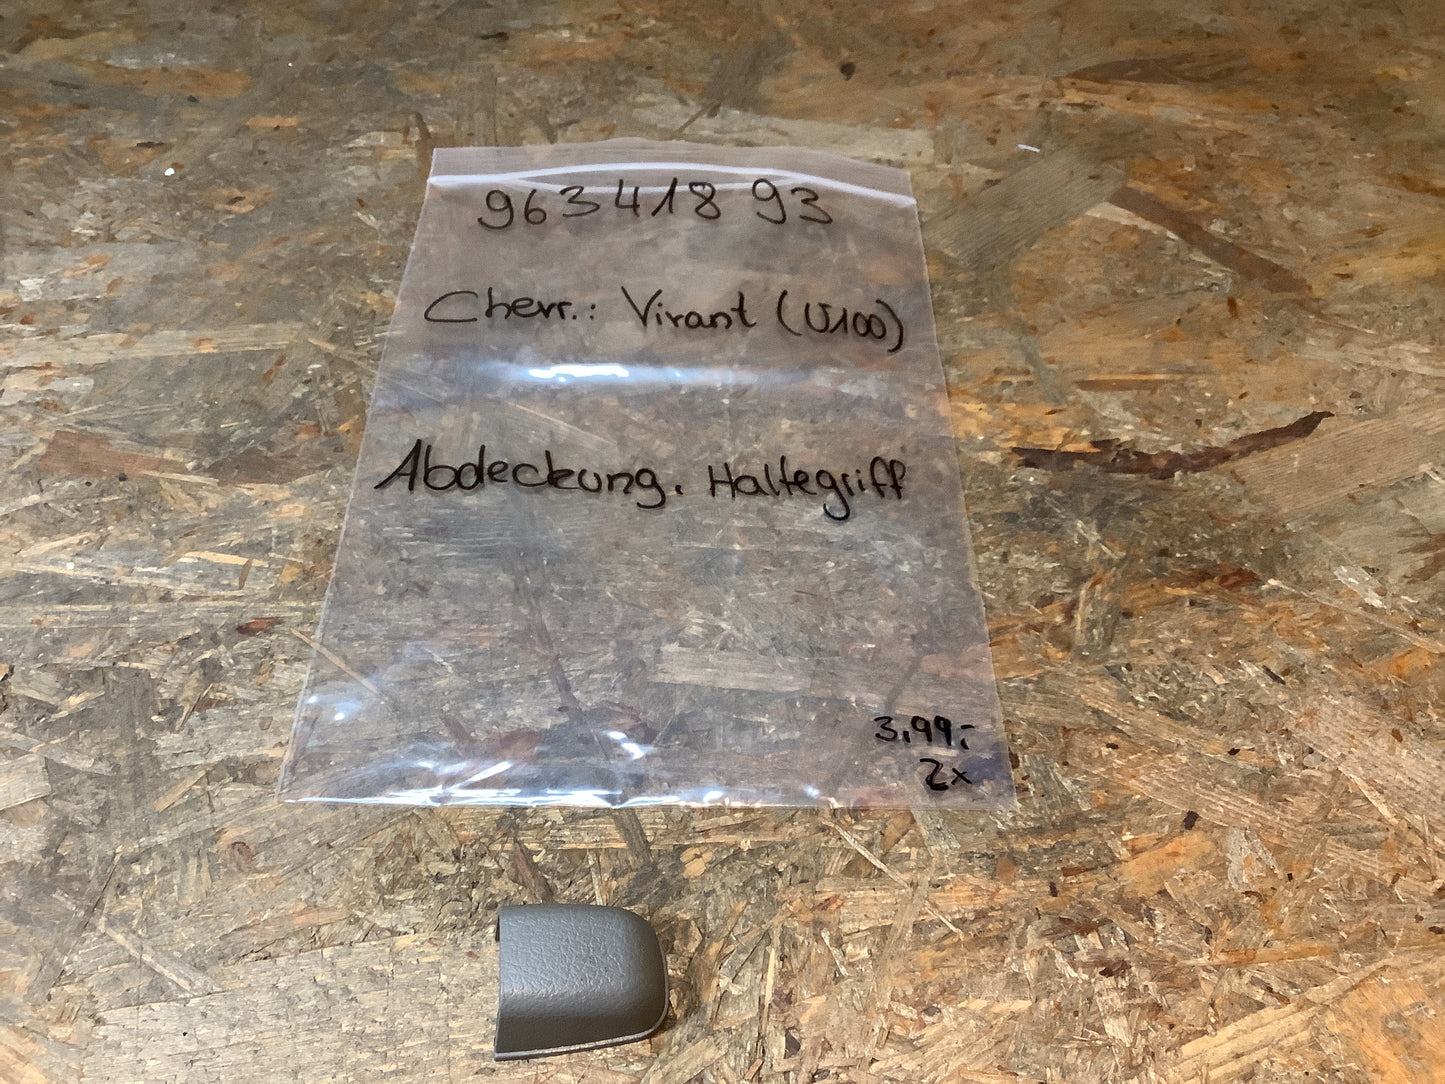 96341893
Chevr.: Virant (U100)
Abdeckung. Haltegriff
3,99,-
2x